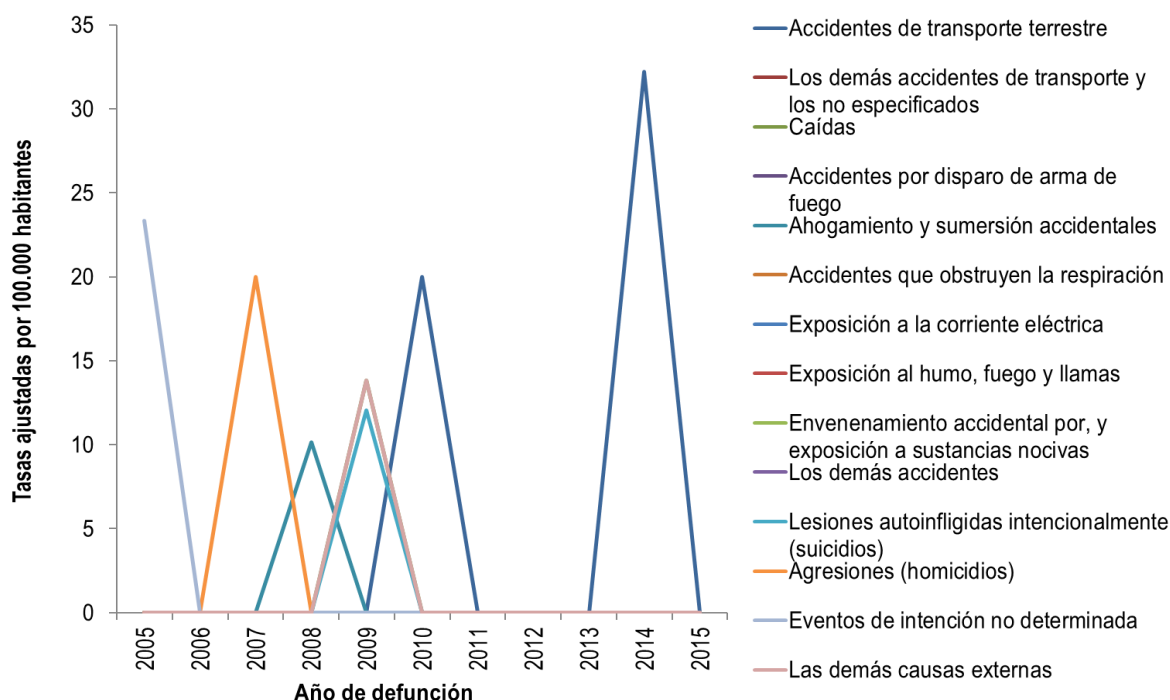 35
30
25
20
15
10
5
0
Tasas ajustadas por 100.000 habitantes
2005
2006
2007
2008
2009
2010
2011
2012
2013
2014
2015
Año de defunción
Accidentes de transporte terrestre
Los demás accidentes de transporte y
los no especificados
Caídas
Accidentes por disparo de arma de
fuego
Ahogamiento y sumersión accidentales
Accidentes que obstruyen la respiración
Exposición a la corriente eléctrica
Exposición al humo, fuego y llamas
Envenenamiento accidental por, y
exposición a sustancias nocivas
Los demás accidentes
Lesiones autoinfligidas intencionalmente
(suicidios)
Agresiones (homicidios)
Eventos de intención no determinada
Las demás causas externas